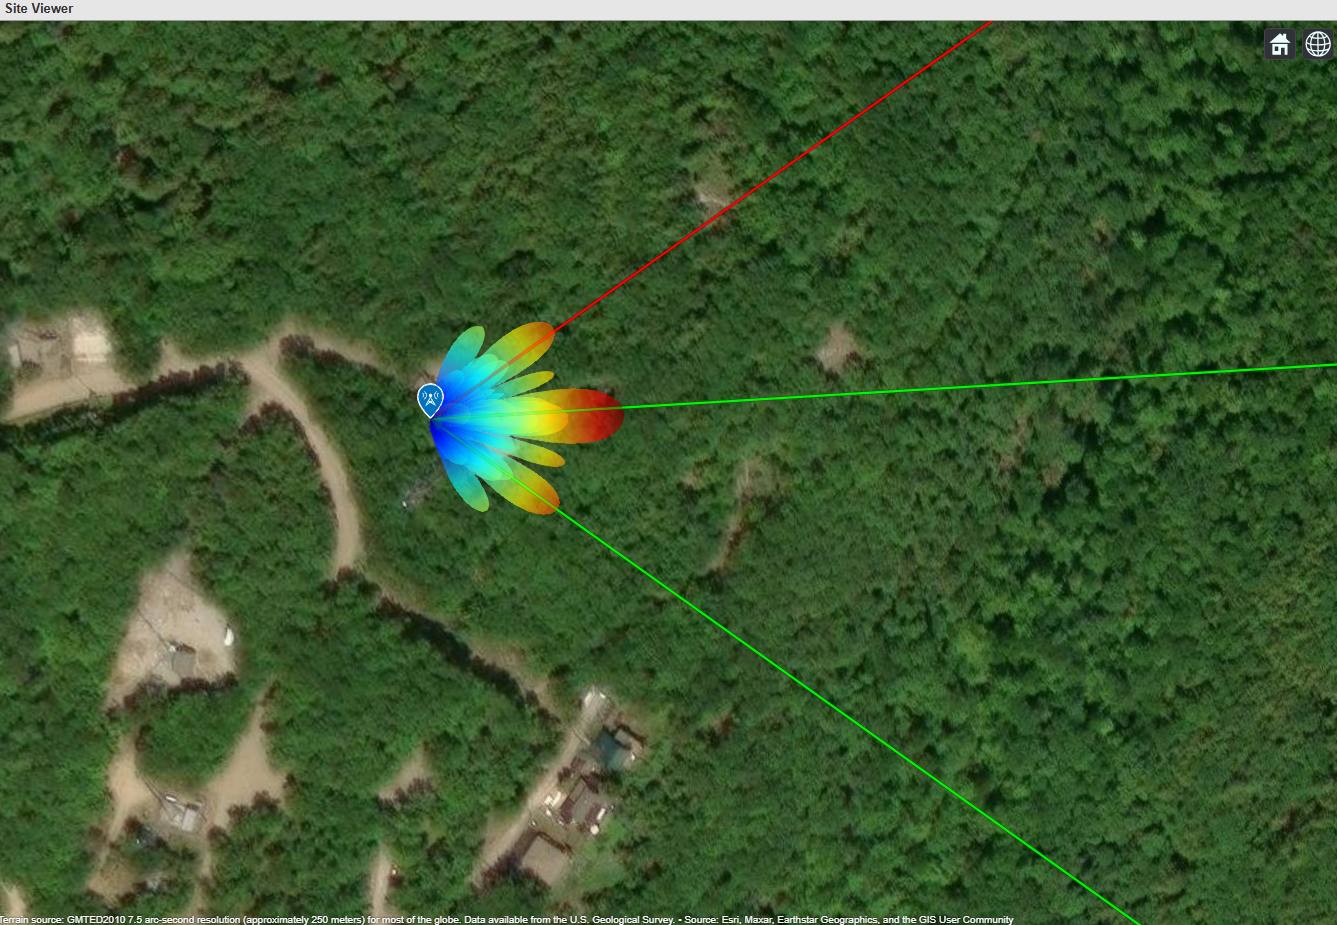 Site Viewer
Terrain source: GMTED2010 7.5 arc-second resolution (approximately 250 meters) for most of the globe. Data available from the U.S. Geological Survey. - Source: Esri, Maxar, Earthstar Geographics, and the GIS User Community